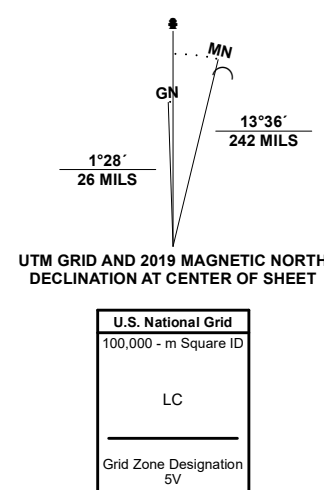 MN
GN
13°36´
242 MILS
1°28´
26 MILS
UTM GRID AND 2019 MAGNETIC NORTH
DECLINATION AT CENTER OF SHEET
U.S. National Grid
100,000 - m Square ID
LC
Grid Zone Designation
5V